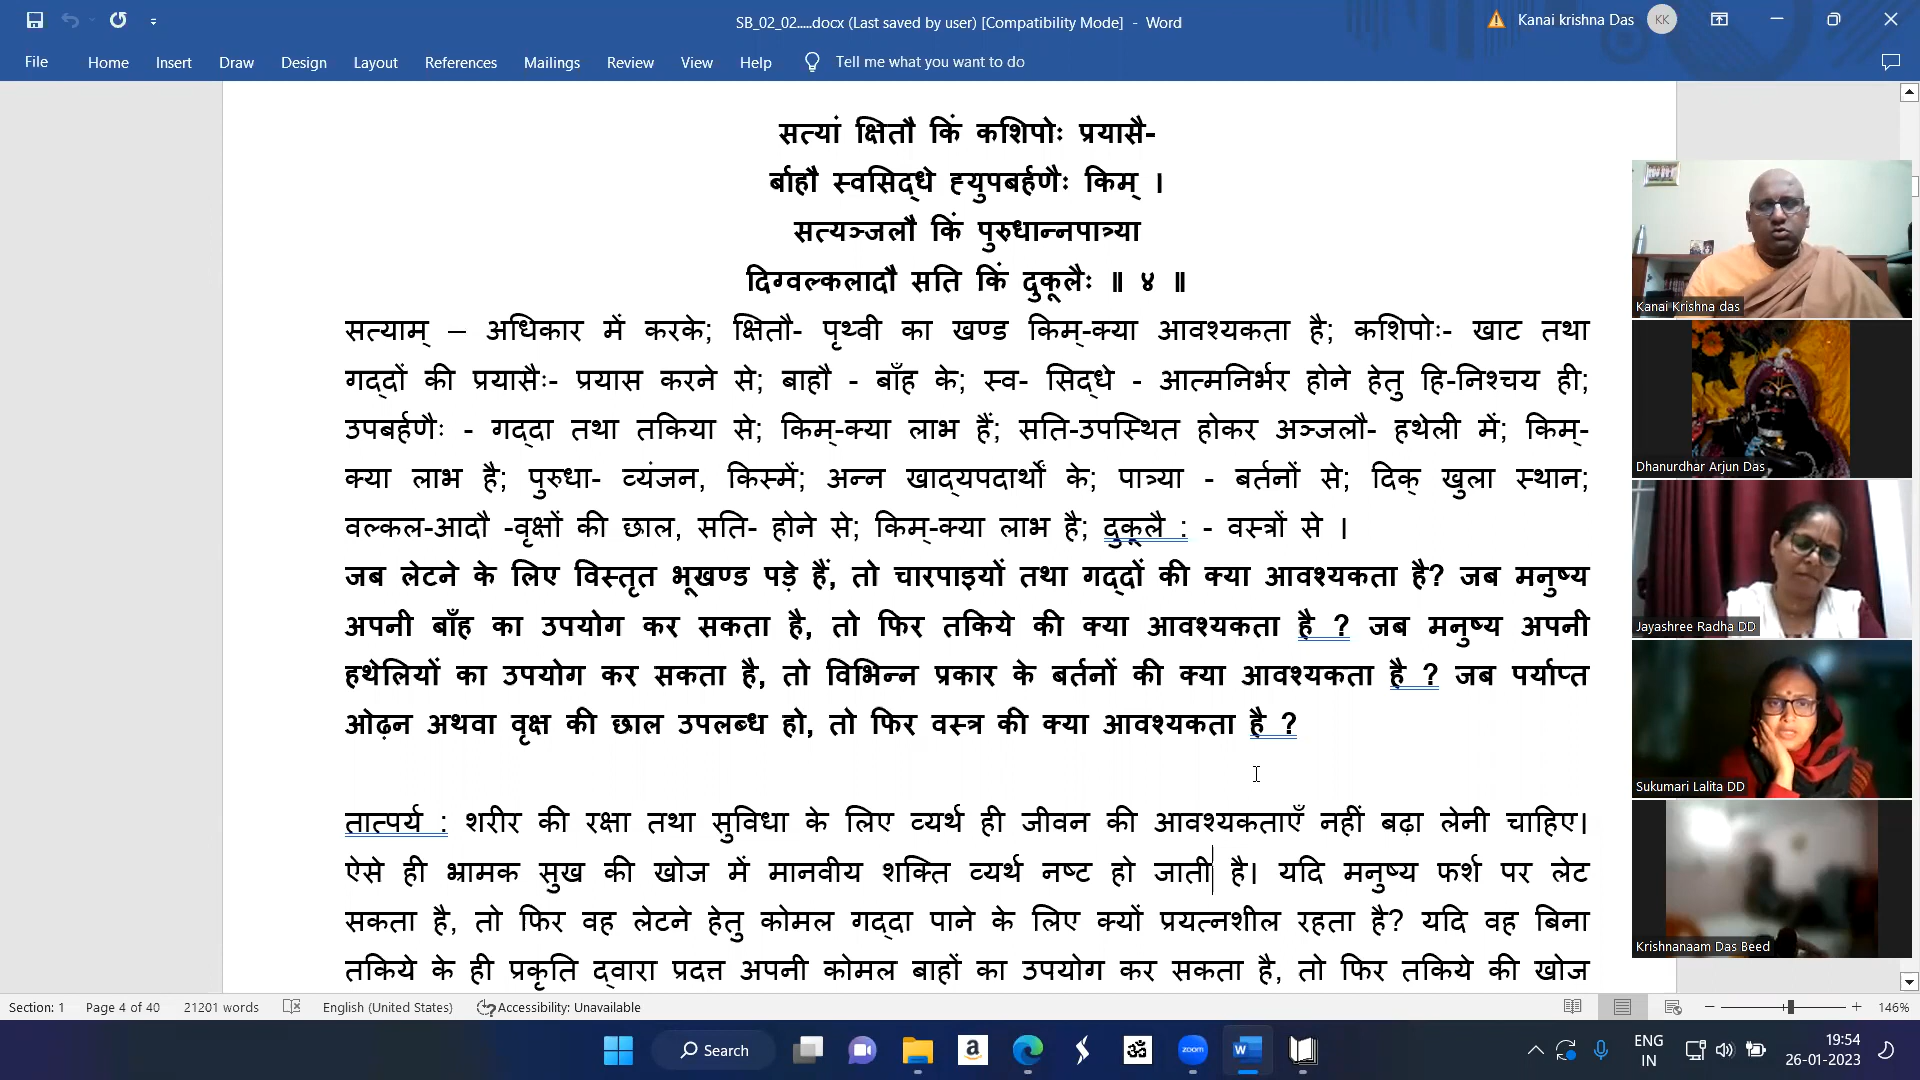 SB_02_02.....docx (Last saved by user) [Compatibility Mode] - Word
Kanai krishna Das
KK
File Home Insert Draw Design Layout References Mailings Review View Help Tell me what you want to do
सत्यां क्षितौ किं कशिपोः प्रयासै-
र्बाहौ स्वसिद्धे ह्युपबर्हणैः किम् ।
सत्यञ्जलौ किं पुरुधान्नपात्र्या
दिग्वल्कलादौ सति किं दुकूलैः ॥ ४ ॥
सत्याम् – अधिकार में करके; क्षितौ- पृथ्वी का खण्ड किम्-क्या आवश्यकता है; कशिपोः- खाट तथा
गद्दों की प्रयासैः- प्रयास करने से; बाहौ - बाँह के; स्व- सिद्धे - आत्मनिर्भर होने हेतु हि-निश्चय ही;
उपबर्हणैः - गद्दा तथा तकिया से; किम्-क्या लाभ हैं; सति-उपस्थित होकर अञ्जलौ- हथेली में; किम्-
क्या लाभ है; पुरुधा- व्यंजन, किस्में; अन्न खाद्यपदार्थों के; पात्र्या - बर्तनों से; दिक् खुला स्थान;
वल्कल-आदौ -वृक्षों की छाल, सति- होने से; किम्-क्या लाभ है; दुकूलै : - वस्त्रों से ।
जब लेटने के लिए विस्तृत भूखण्ड पड़े हैं, तो चारपाइयों तथा गद्दों की क्या आवश्यकता है? जब मनुष्य
अपनी बाँह का उपयोग कर सकता है, तो फिर तकिये की क्या आवश्यकता है ? जब मनुष्य अपनी
हथेलियों का उपयोग कर सकता है, तो विभिन्न प्रकार के बर्तनों की क्या आवश्यकता है ? जब पर्याप्त
ओढ़न अथवा वृक्ष की छाल उपलब्ध हो, तो फिर वस्त्र की क्या आवश्यकता है ?
तात्पर्य : शरीर की रक्षा तथा सुविधा के लिए व्यर्थ ही जीवन की आवश्यकताएँ नहीं बढ़ा लेनी चाहिए।
ऐसे ही भ्रामक सुख की खोज में मानवीय शक्ति व्यर्थ नष्ट हो जाती है। यदि मनुष्य फर्श पर लेट
सकता है, तो फिर वह लेटने हेतु कोमल गद्दा पाने के लिए क्यों प्रयत्नशील रहता है? यदि वह बिना
तकिये के ही प्रकृति द्वारा प्रदत्त अपनी कोमल बाहों का उपयोग कर सकता है, तो फिर तकिये की खोज
Kanai Krishna das
Dhanurdhar Arjun Das
Jayashree Radha DD
Sukumari Lalita DD
Krishnanaam Das Beed
Section: 1 Page 4 of 40 21201 words English (United States) Accessibility: Unavailable 146%
Search
a
ॐ
zoom
W
ENG
IN
19:54
26-01-2023